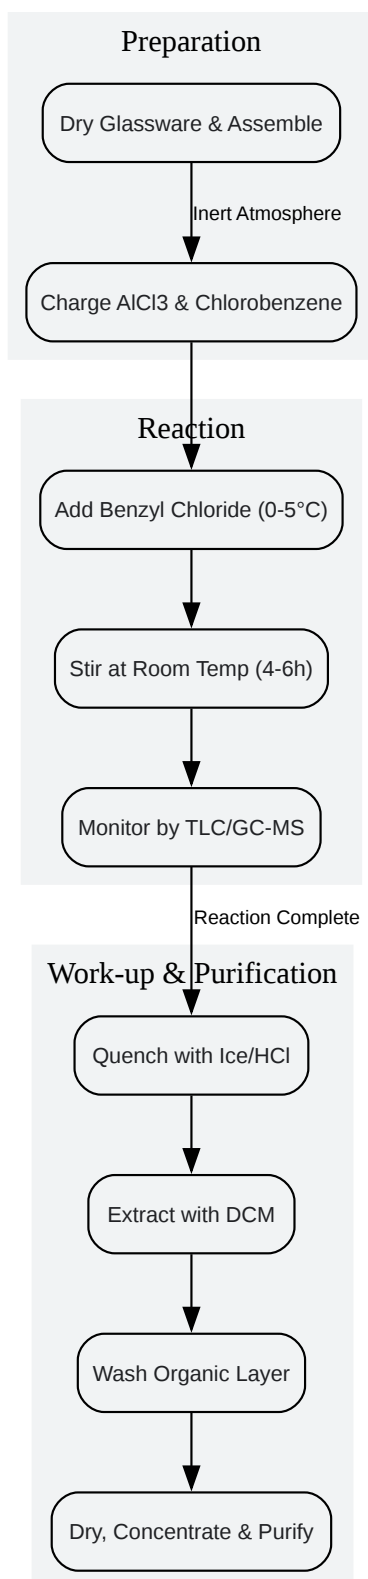 Preparation
Dry Glassware & Assemble
Inert Atmosphere
Charge AlCl3 & Chlorobenzene
Reaction
Add Benzyl Chloride (0-5°C)
Stir at Room Temp (4-6h)
Monitor by TLC/GC-MS
Reaction Complete
Work-up & Purification
Quench with Ice/HCl
Extract with DCM
Wash Organic Layer
Dry, Concentrate & Purify